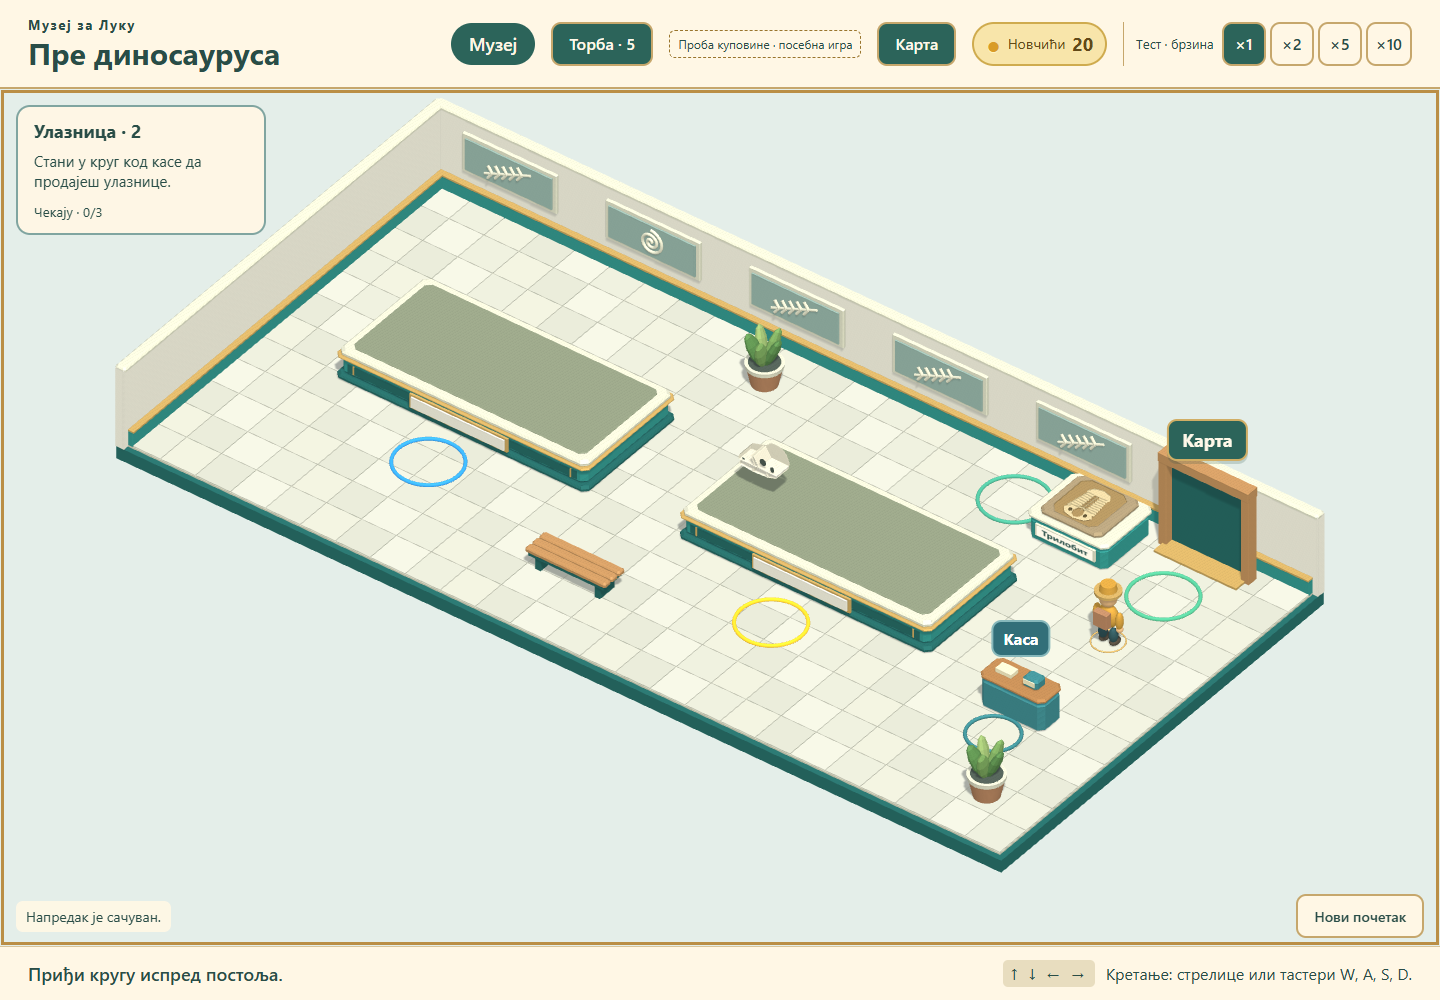 Музеј за Луку
Пре диносауруса
Музеј
Торба · 5
Проба куповине · посебна игра
Карта
Новчићи 20
Тест · брзина
×1
×2
×5
×10
Улазница · 2
Стани у круг код касе да
продајеш улазнице.
Чекају · 0/3
Карта
Трилобит
Каса
Напредак је сачуван.
Нови почетак
Приђи кругу испред постоља.
↑ ↓ ← →
Кретање: стрелице или тастери W, A, S, D.